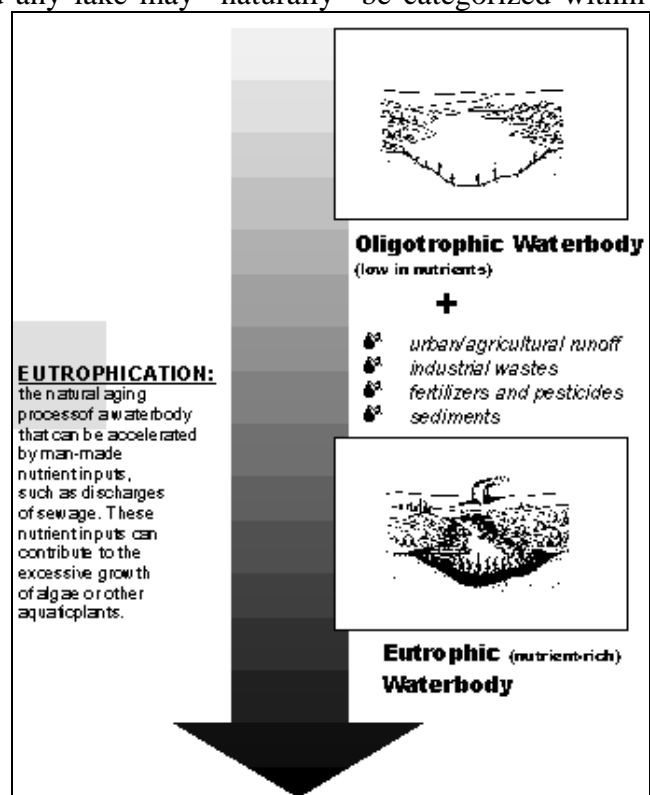 any lake may naturally be categorized within
Oligotrophic Waterbody
(low in nutrients)
+
urban/agricultural runoff
industrial wastes
fertilizers and pesticides
sediments
EUTROPHICATION:
the natural aging
processof a waterbody
that can be accelerated
by man-made
nutrient inputs,
such as discharges
of sewage. These
nutrient inputs can
contribute to the
excessive growth
of algae or other
aquatic plants.
Eutrophic (nutrient-rich)
Waterbody